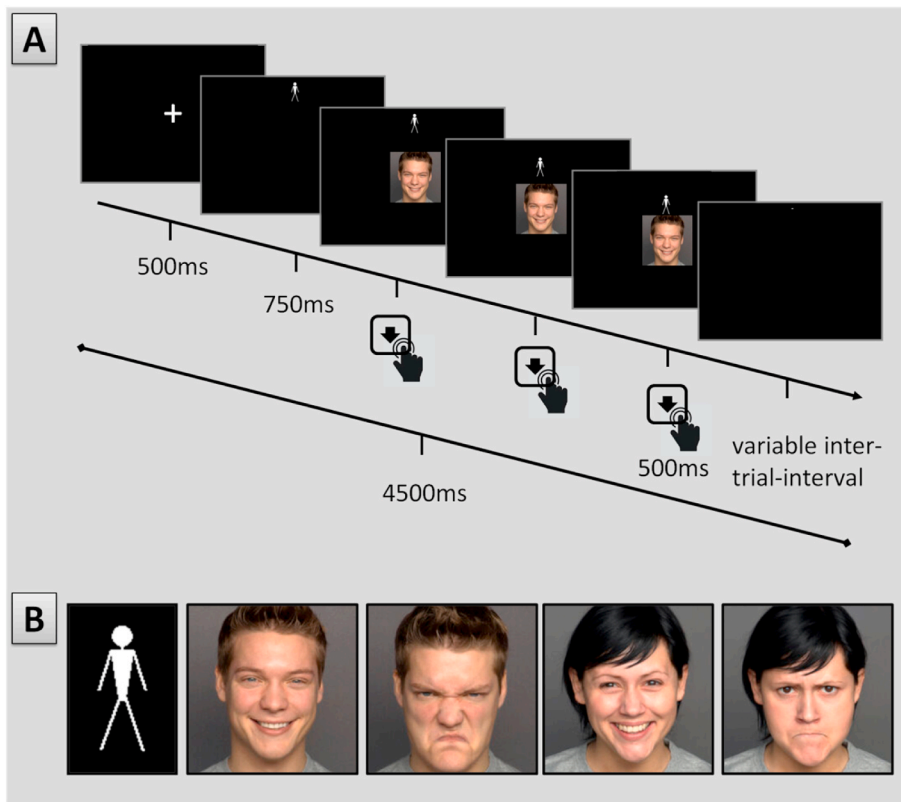 A
500ms
750ms
4500ms
500ms
variable inter-
trial-interval
B